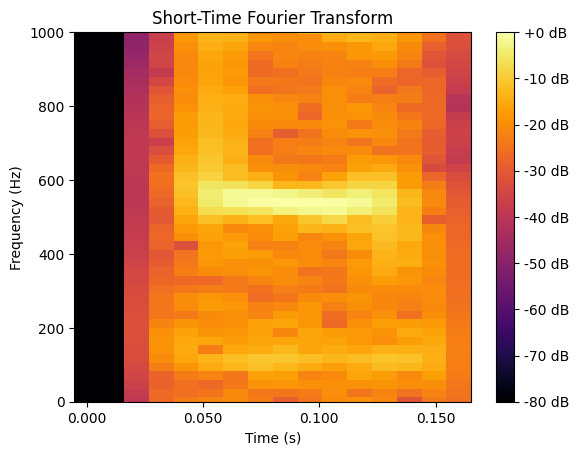 Short-Time Fourier Transform
1000
800
600
400
200
0
Frequency (Hz)
0.000
0.050
0.100
0.150
Time (s)
+0 dB
-10 dB
-20 dB
-30 dB
-40 dB
-50 dB
-60 dB
-70 dB
-80 dB